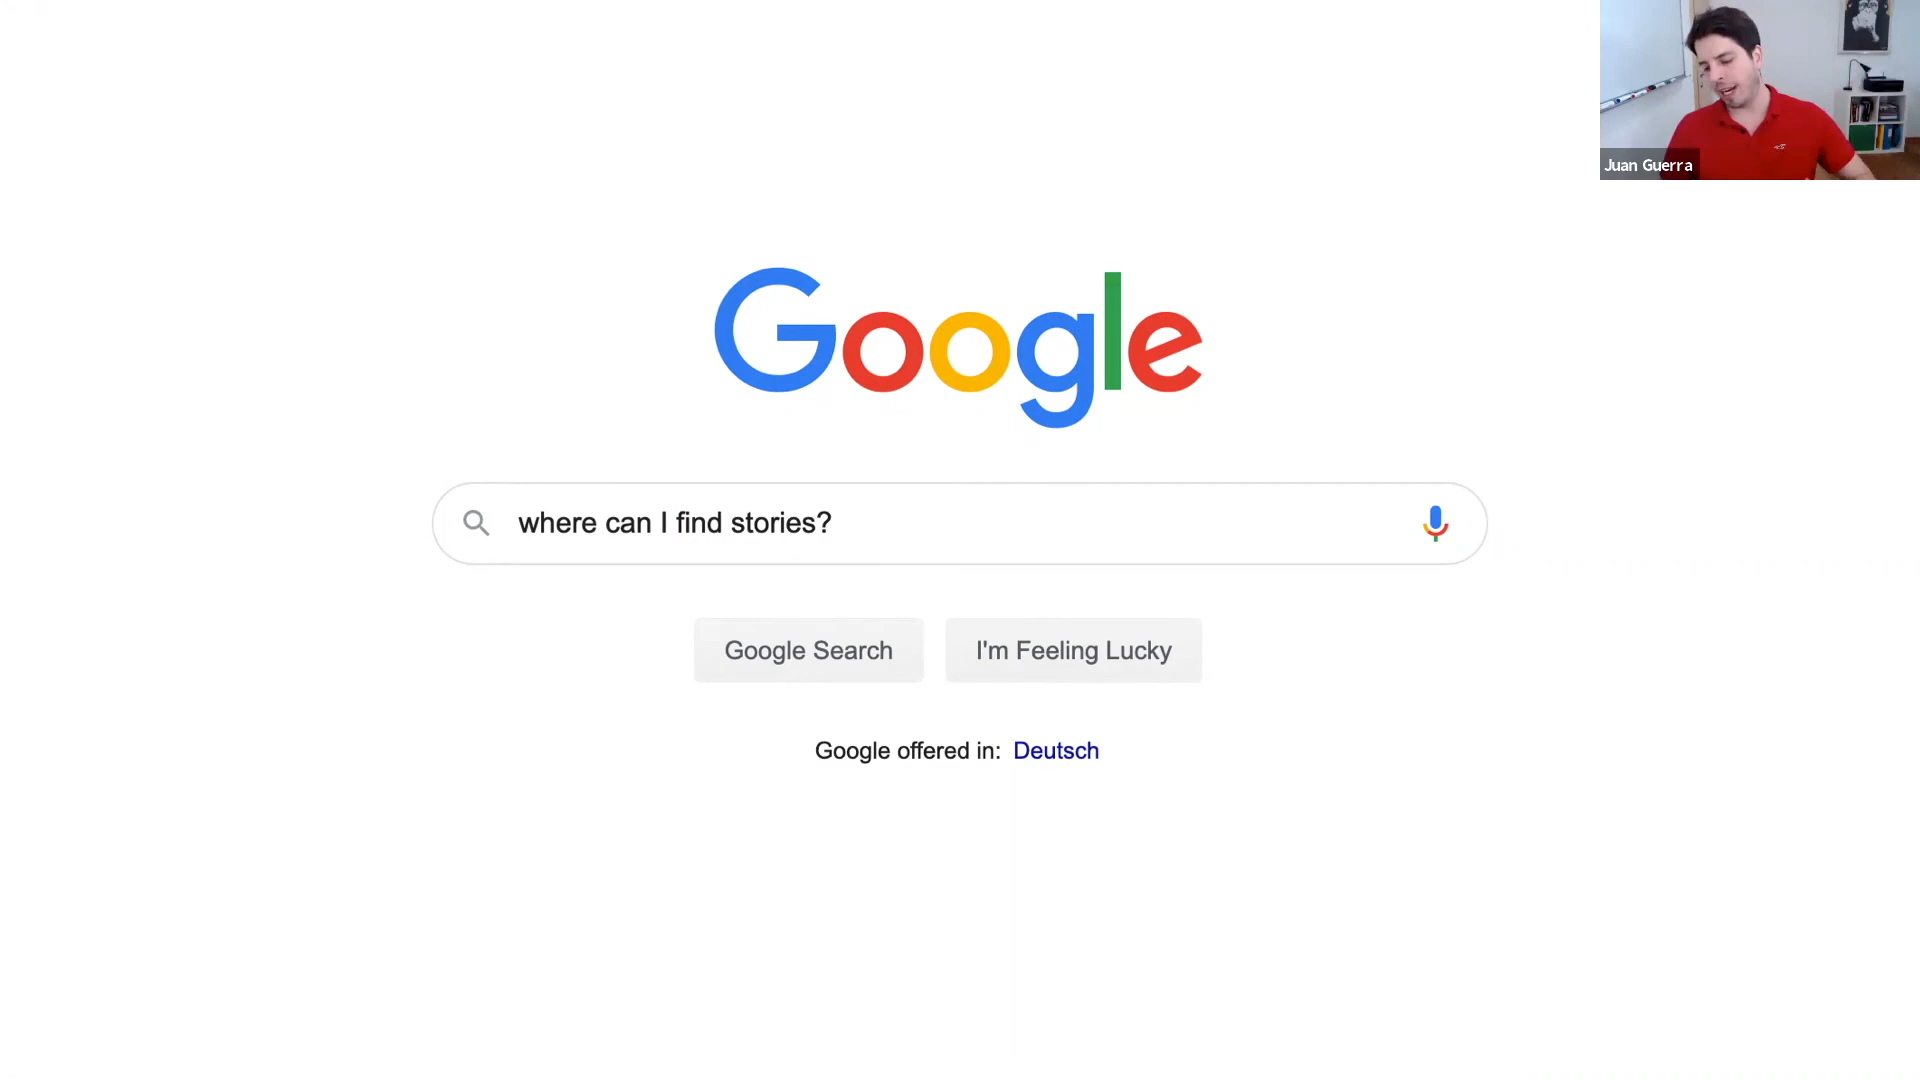 Juan Guerra
Google
where can I find stories?
Google Search
I'm Feeling Lucky
Google offered in: Deutsch